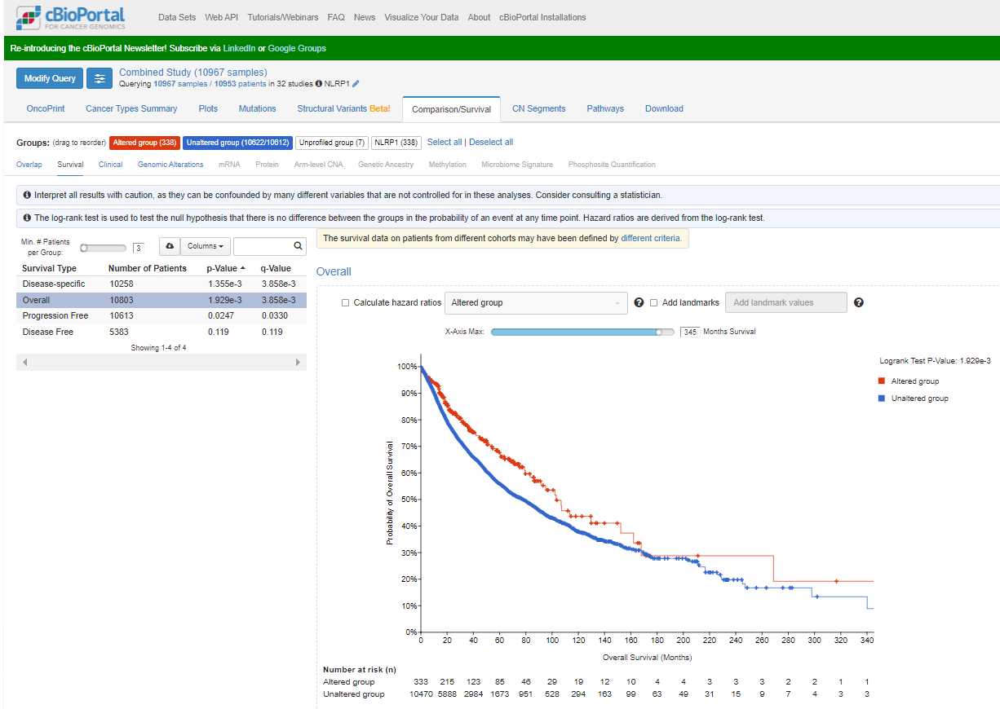 cBioPortal
FOR CANCER GENOMICS
Data Sets Web API Tutorials/Webinars FAQ News Visualize Your Data About cBioPortal Installations
Re-introducing the cBioPortal Newsletter! Subscribe via LinkedIn or Google Groups
Modify Query
Combined Study (10967 samples)
Querying 10967 samples / 10953 patients in 32 studies NLRP1
OncoPrint Cancer Types Summary Plots Mutations Structural Variants Beta! Comparison/Survival CN Segments Pathways Download
Groups: (drag to reorder) Altered group (338) Unaltered group (10622/10612) Unprofiled group (7) NLRP1 (338) Select all | Deselect all
Overlap Survival Clinical Genomic Alterations mRNA Protein Arm-level CNA Genetic Ancestry Methylation Microbiome Signature Phosphosite Quantification
Interpret all results with caution, as they can be confounded by many different variables that are not controlled for in these analyses. Consider consulting a statistician.
The log-rank test is used to test the null hypothesis that there is no difference between the groups in the probability of an event at any time point. Hazard ratios are derived from the log-rank test.
Min. # Patients
per Group: 3 Columns
Survival Type Number of Patients p-Value q-Value
Disease-specific 10258 1.355e-3 3.858e-3
Overall 10803 1.929e-3 3.858e-3
Progression Free 10613 0.0247 0.0330
Disease Free 5383 0.119 0.119
Showing 1-4 of 4
The survival data on patients from different cohorts may have been defined by different criteria.
Overall
Calculate hazard ratios Altered group Add landmarks Add landmark values
X-Axis Max: 345 Months Survival
Logrank Test P-Value: 1.929e-3
Altered group
Unaltered group
Probability of Overall Survival
100%
90%
80%
70%
60%
50%
40%
30%
20%
10%
0%
0 20 40 60 80 100 120 140 160 180 200 220 240 260 280 300 320 340
Overall Survival (Months)
Number at risk (n)
Altered group 333 215 123 85 46 29 19 12 10 4 4 3 3 3 2 2 1 1
Unaltered group 10470 5888 2984 1673 951 528 294 163 99 63 49 31 15 9 7 4 3 3